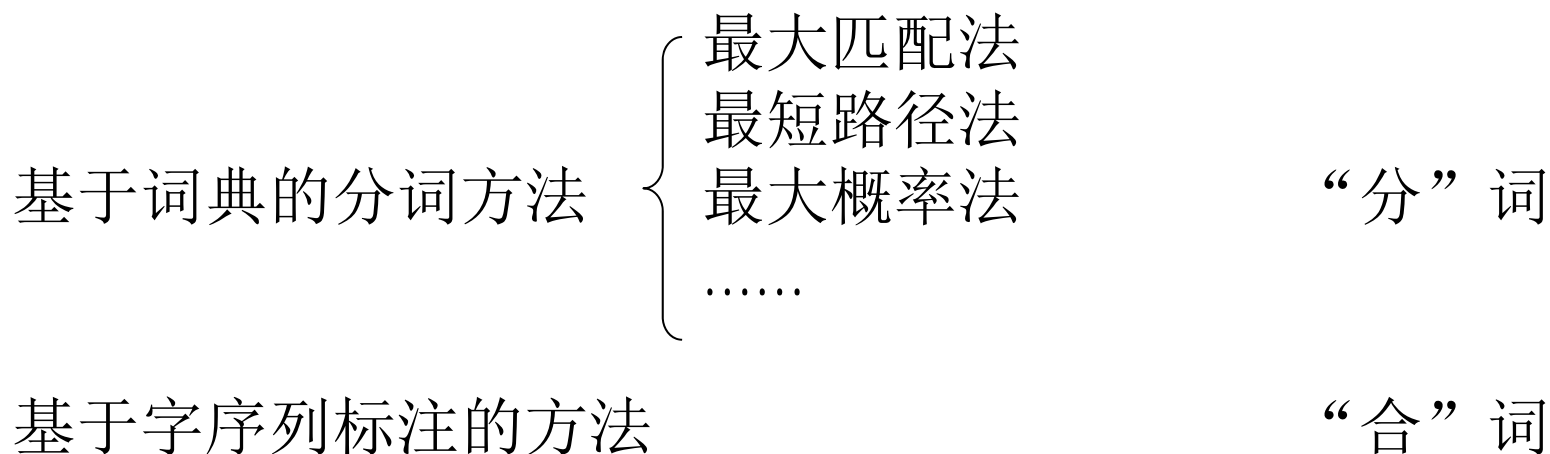 最大匹配法
最短路径法
基于词典的分词方法 最大概率法 “分”词
……
基于字序列标注的方法 “合”词